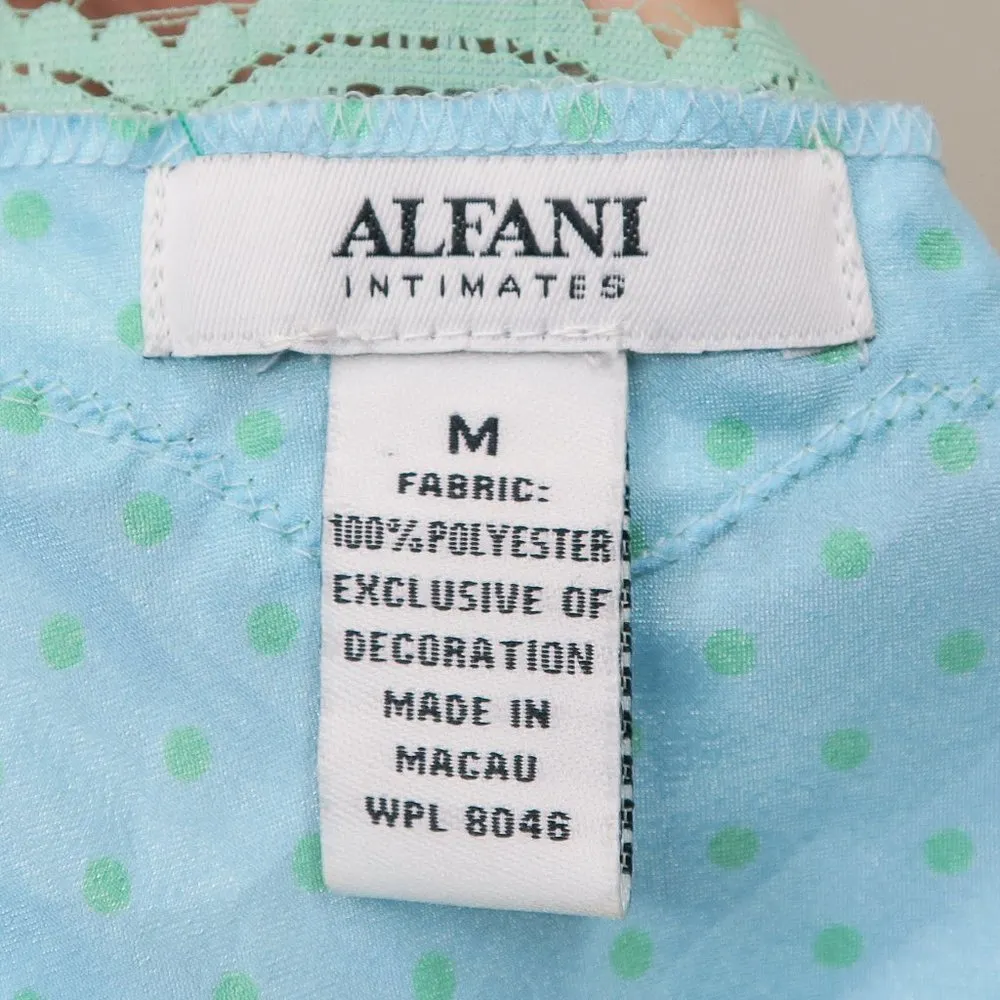 ALFANI
INTIMATES
M
FABRIC:
100% POLYESTER
EXCLUSIVE OF
DECORATION
MADE IN
MACAU
WPL 8046